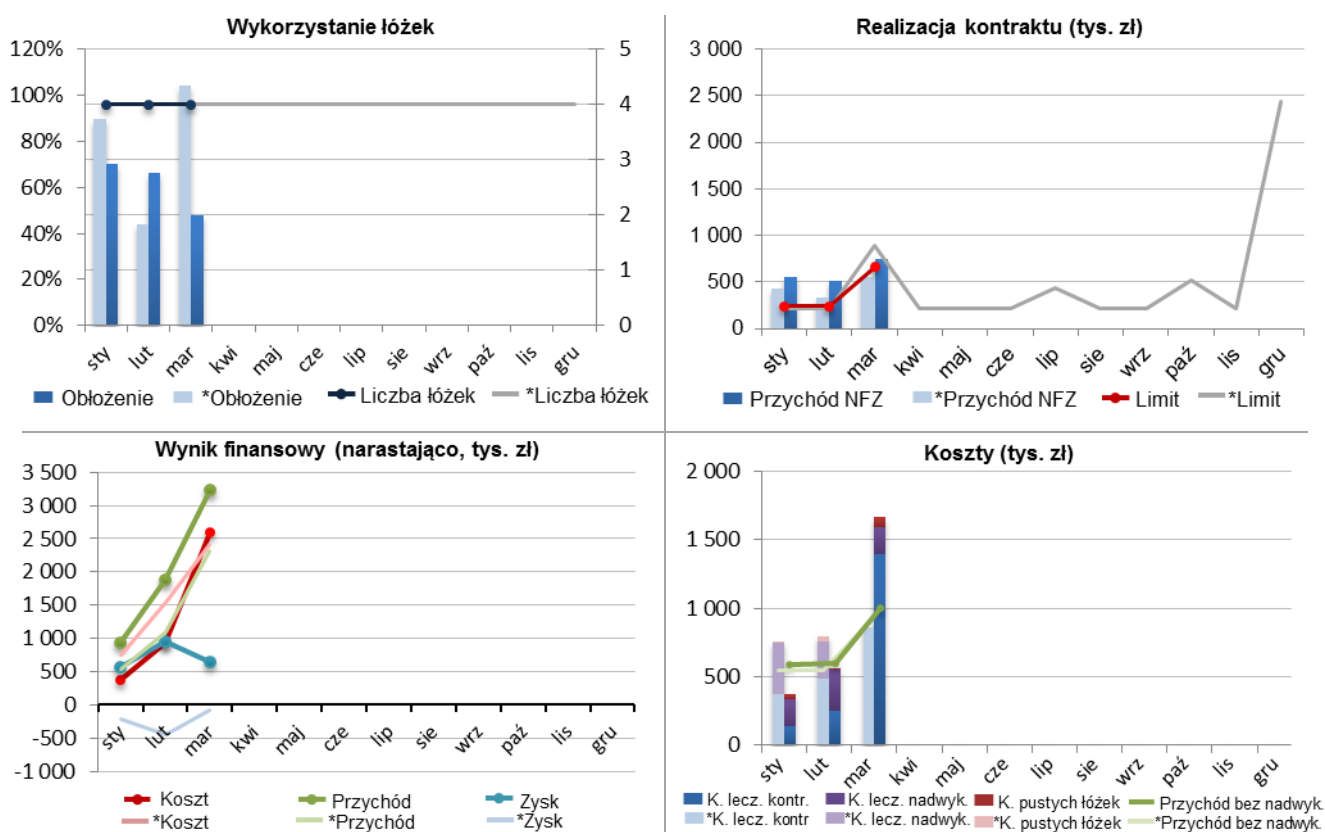 Wykorzystanie łóżek
120%
100%
80%
60%
40%
20%
0%
5
4
3
2
1
0
sty lut mar kwi maj cze lip sie wrz paź lis gru
Obłożenie *Obłożenie Liczba łóżek *Liczba łóżek
Realizacja kontraktu (tys. zł)
3 000
2 500
2 000
1 500
1 000
500
0
sty lut mar kwi maj cze lip sie wrz paź lis gru
Przychód NFZ *Przychód NFZ Limit *Limit
Wynik finansowy (narastająco, tys. zł)
3 500
3 000
2 500
2 000
1 500
1 000
500
0
-500
-1 000
sty lut mar kwi maj cze lip sie wrz paź lis gru
Koszt Przychód Zysk
*Koszt *Przychód *Zysk
Koszty (tys. zł)
2 000
1 500
1 000
500
0
sty lut mar kwi maj cze lip sie wrz paź lis gru
K. lecz. kontr. K. lecz. nadwyk. K. pustych łóżek Przychód bez nadwyk.
*K. lecz. kontr *K. lecz. nadwyk. *K. pustych łóżek *Przychód bez nadwyk.